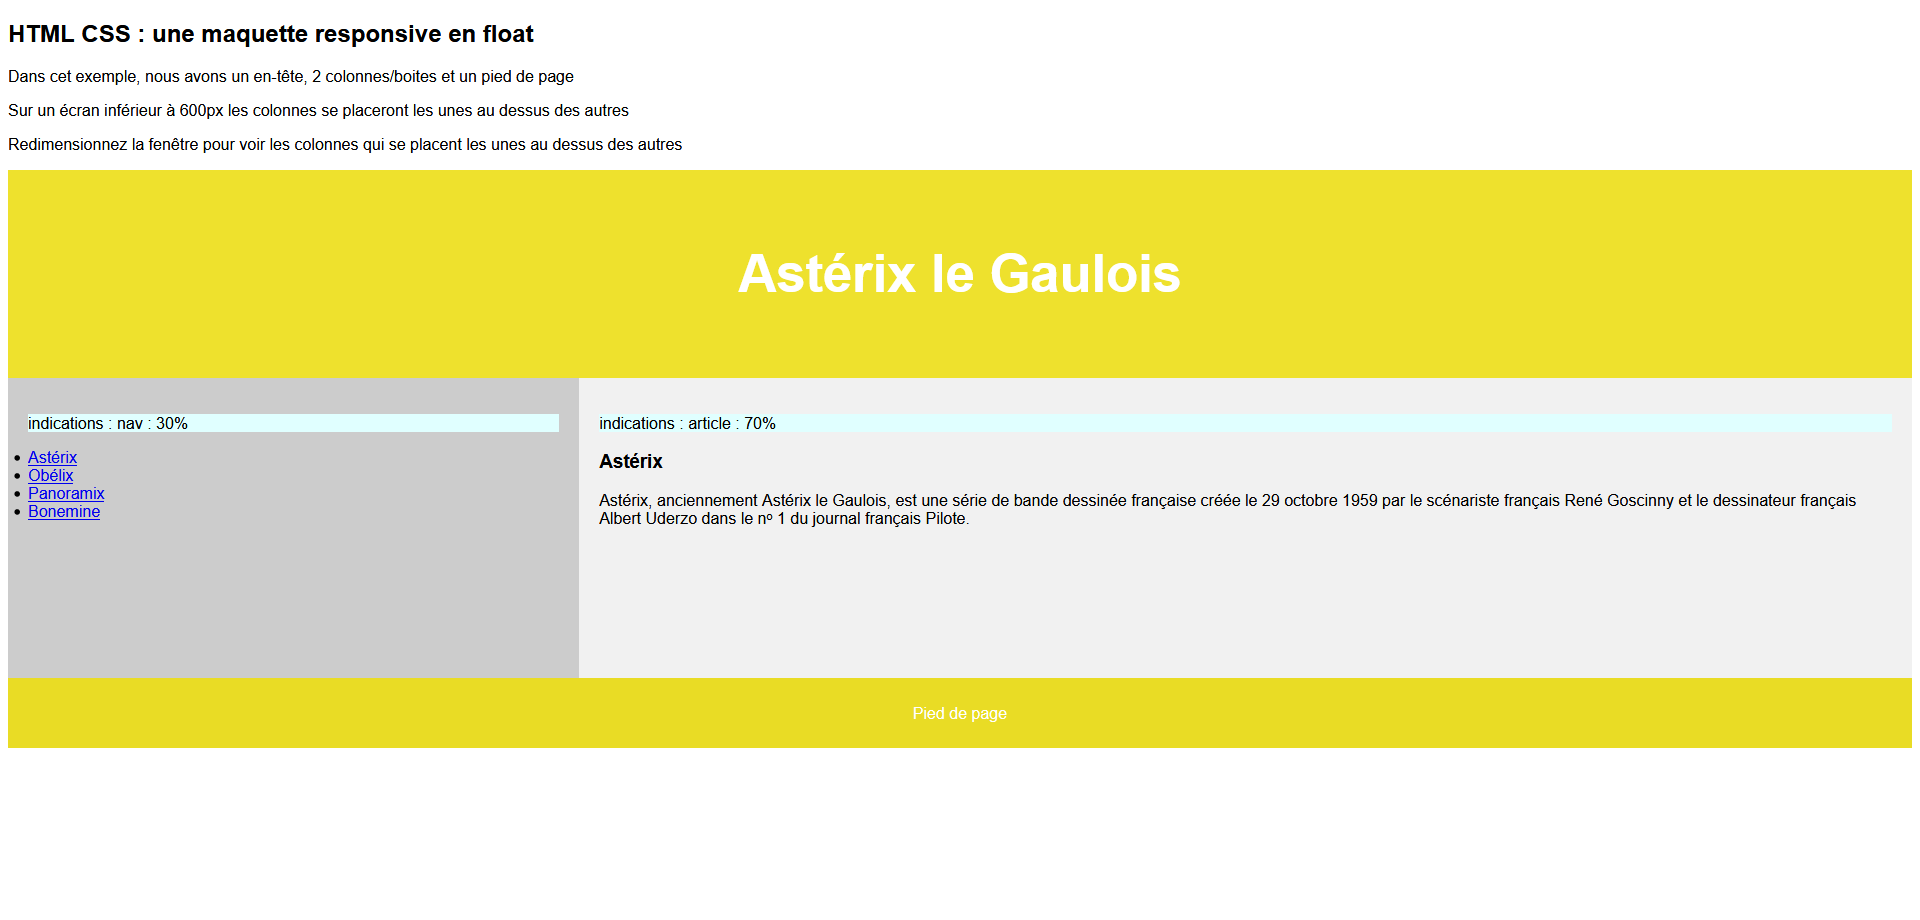 HTML CSS : une maquette responsive en float
Dans cet exemple, nous avons un en-tête, 2 colonnes/boites et un pied de page
Sur un écran inférieur à 600px les colonnes se placeront les unes au dessus des autres
Redimensionnez la fenêtre pour voir les colonnes qui se placent les unes au dessus des autres
Astérix le Gaulois
indications : nav : 30%
Astérix
Obélix
Panoramix
Bonemine
indications : article : 70%
Astérix
Astérix, anciennement Astérix le Gaulois, est une série de bande dessinée française créée le 29 octobre 1959 par le scénariste français René Goscinny et le dessinateur français
Albert Uderzo dans le nᵒ 1 du journal français Pilote.
Pied de page